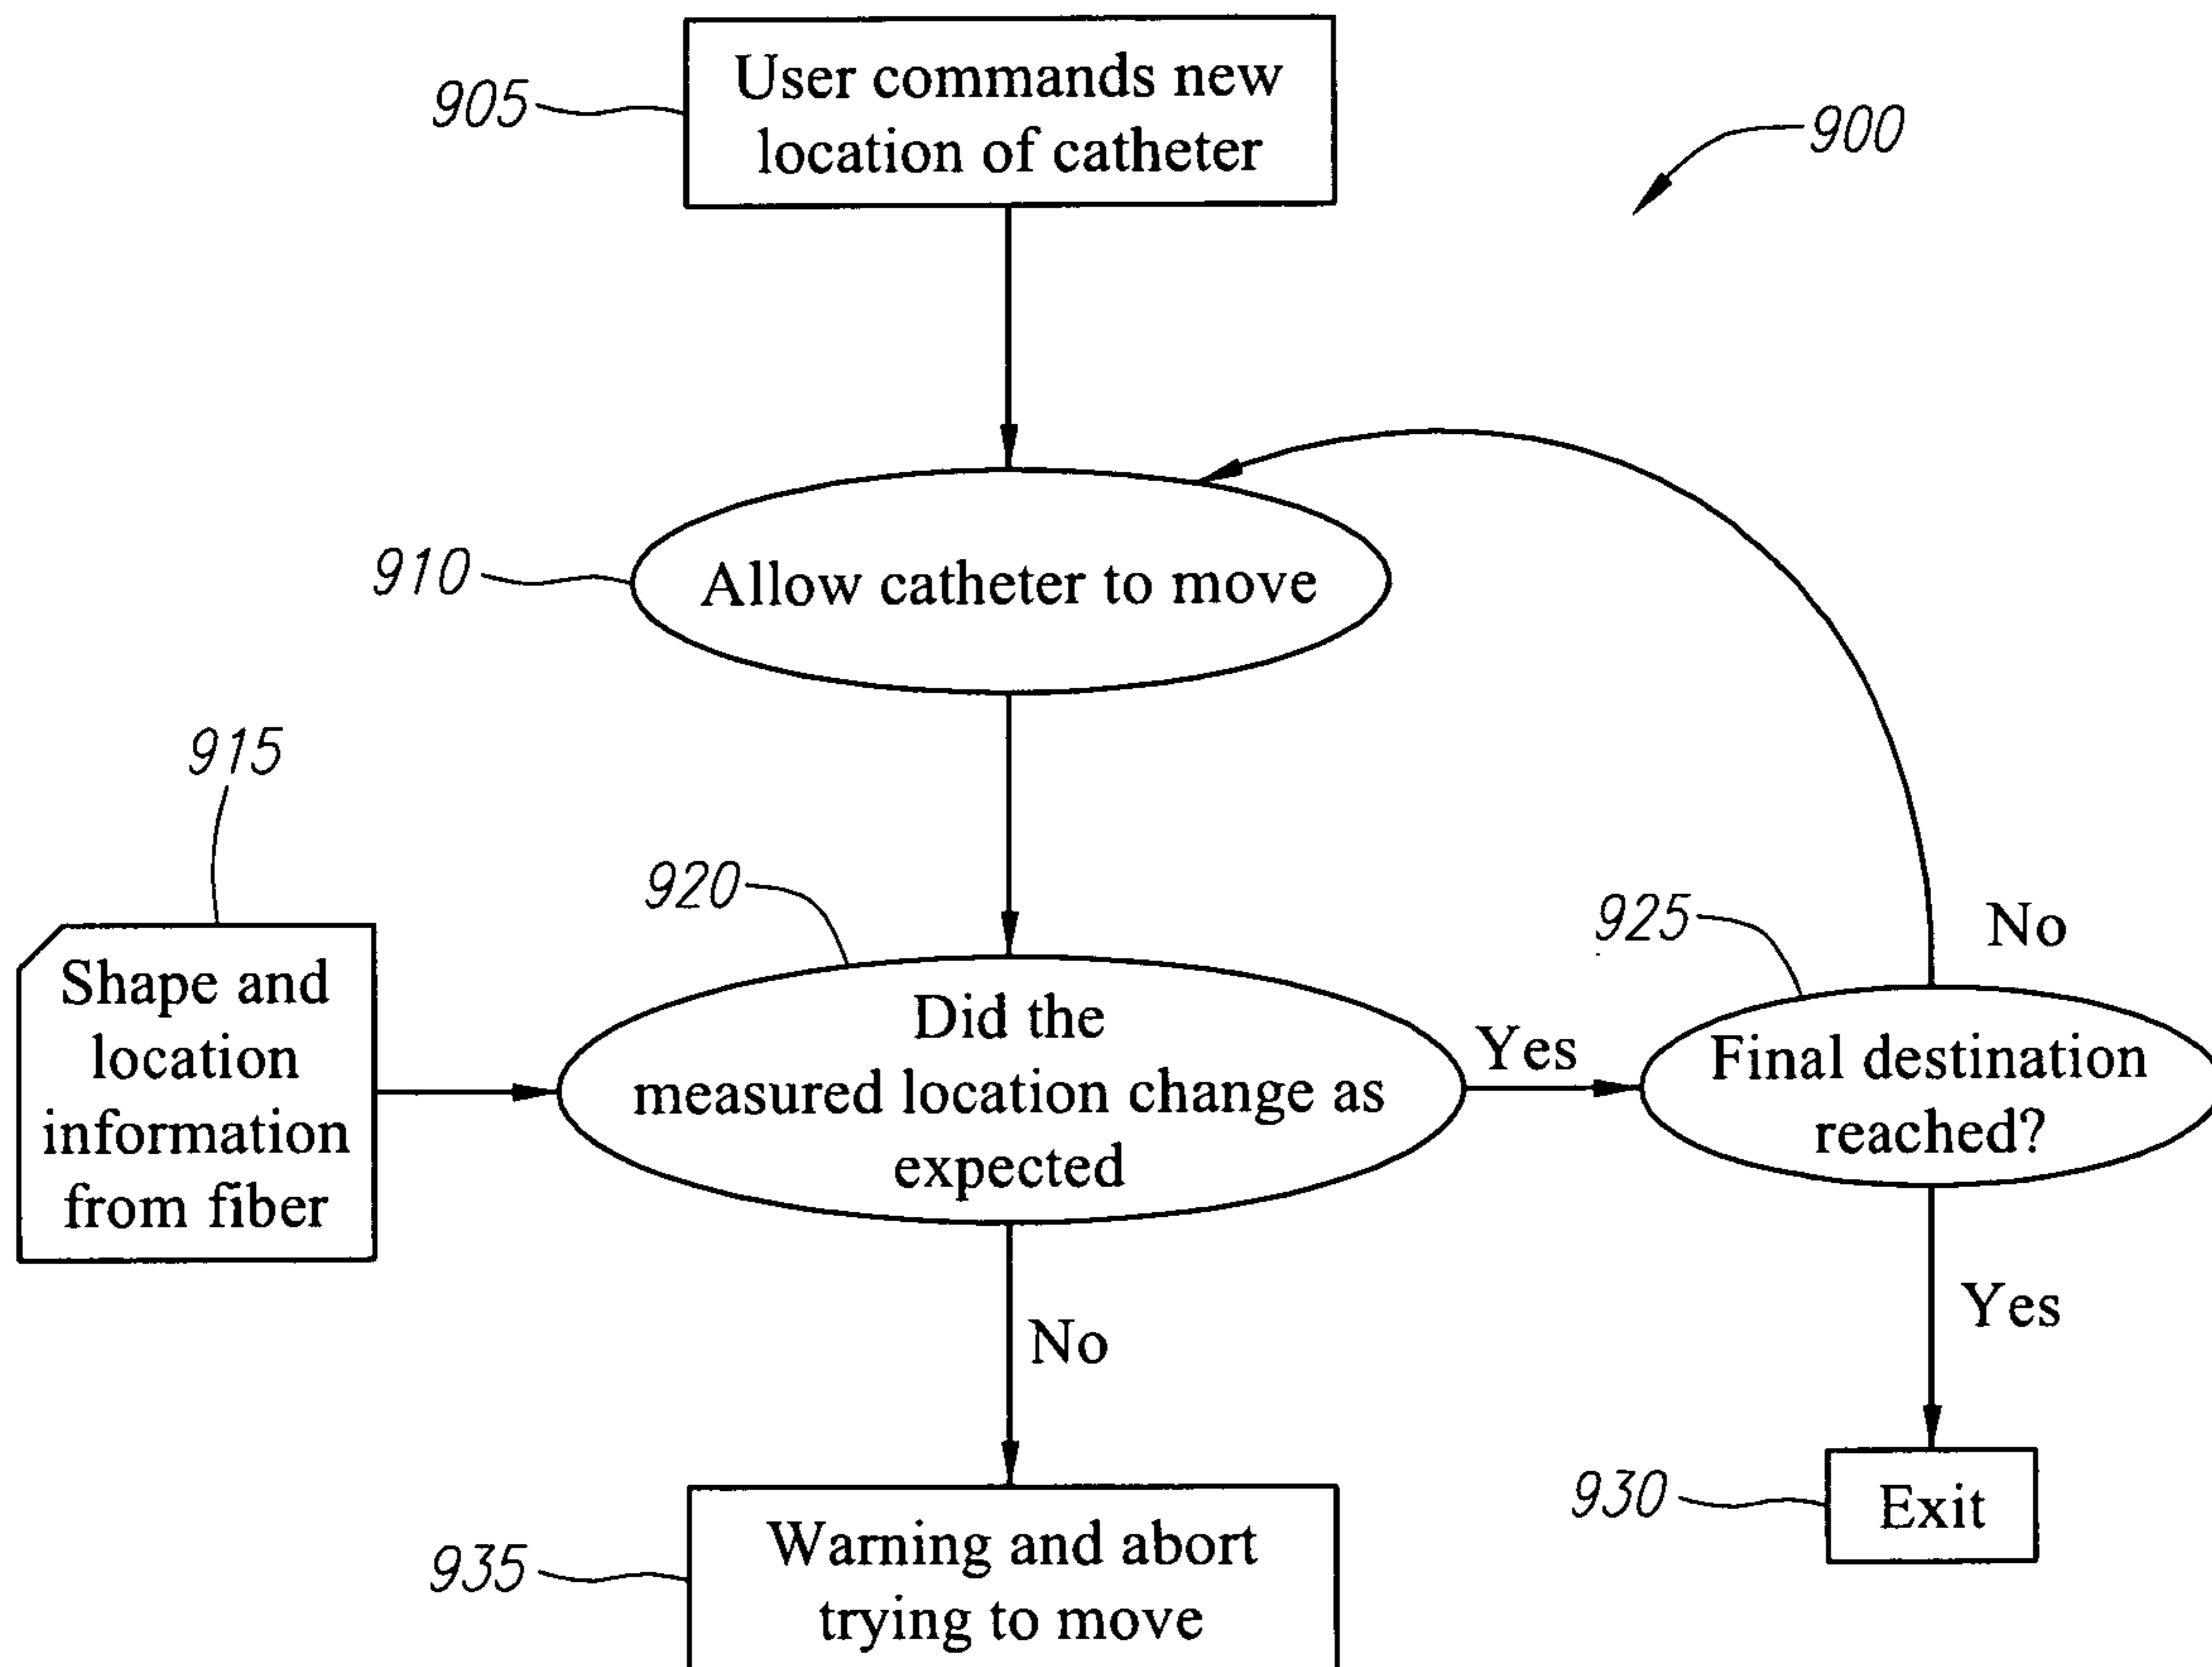 User commands new
location of catheter
905
900
Allow catheter to move
910
915
Shape and
location
information
from fiber
920
Did the
measured location change as
expected
Yes
925
No
Final destination
reached?
Yes
No
930
Exit
935
Warning and abort
trying to move